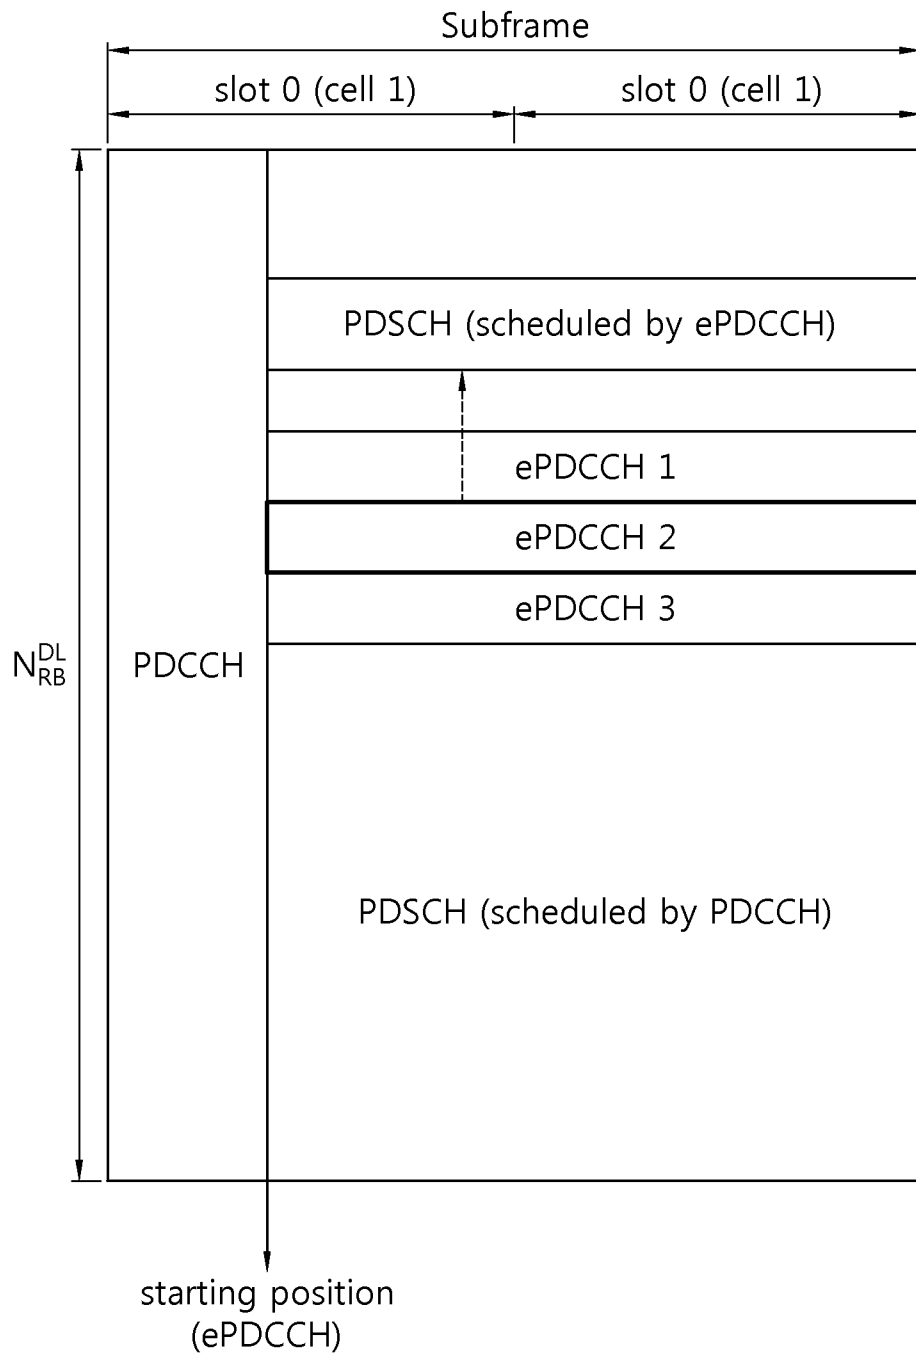 Subframe
slot 0 (cell 1)
slot 0 (cell 1)
PDSCH (scheduled by ePDCCH)
ePDCCH 1
ePDCCH 2
ePDCCH 3
N_RB^DL
PDCCH
PDSCH (scheduled by PDCCH)
starting position
(ePDCCH)